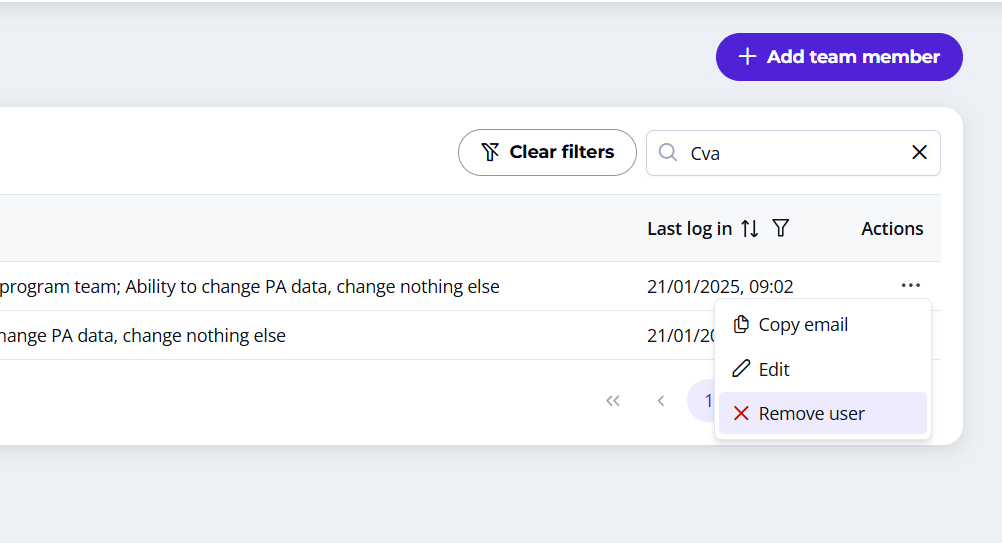 + Add team member
Clear filters
Cva
Last log in
Actions
program team; Ability to change PA data, change nothing else
21/01/2025, 09:02
...
hange PA data, change nothing else
21/01/20
Copy email
Edit
Remove user
« ‹ 1